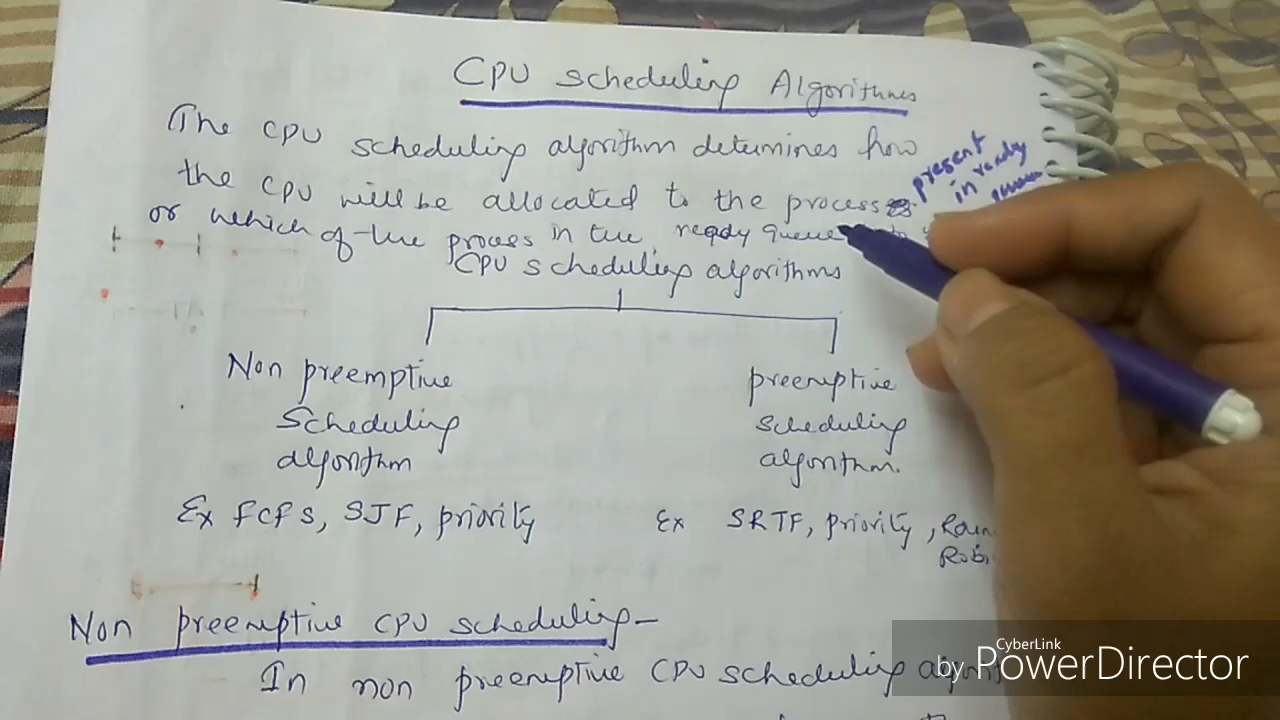 CPU scheduling Algorithms
The CPU scheduling algorithm determines how
the CPU will be allocated to the process
present
in ready
queue
or which of the process in the ready queue
CPU scheduling algorithms
Non preemptive
Scheduling
algorithm
preemptive
scheduling
algorithm.
Ex FCFS, SJF, priority
Ex SRTF, priority, Roun
Robi
Non preemptive CPU scheduling-
In non preemptive CPU scheduling
CyberLink
by PowerDirector